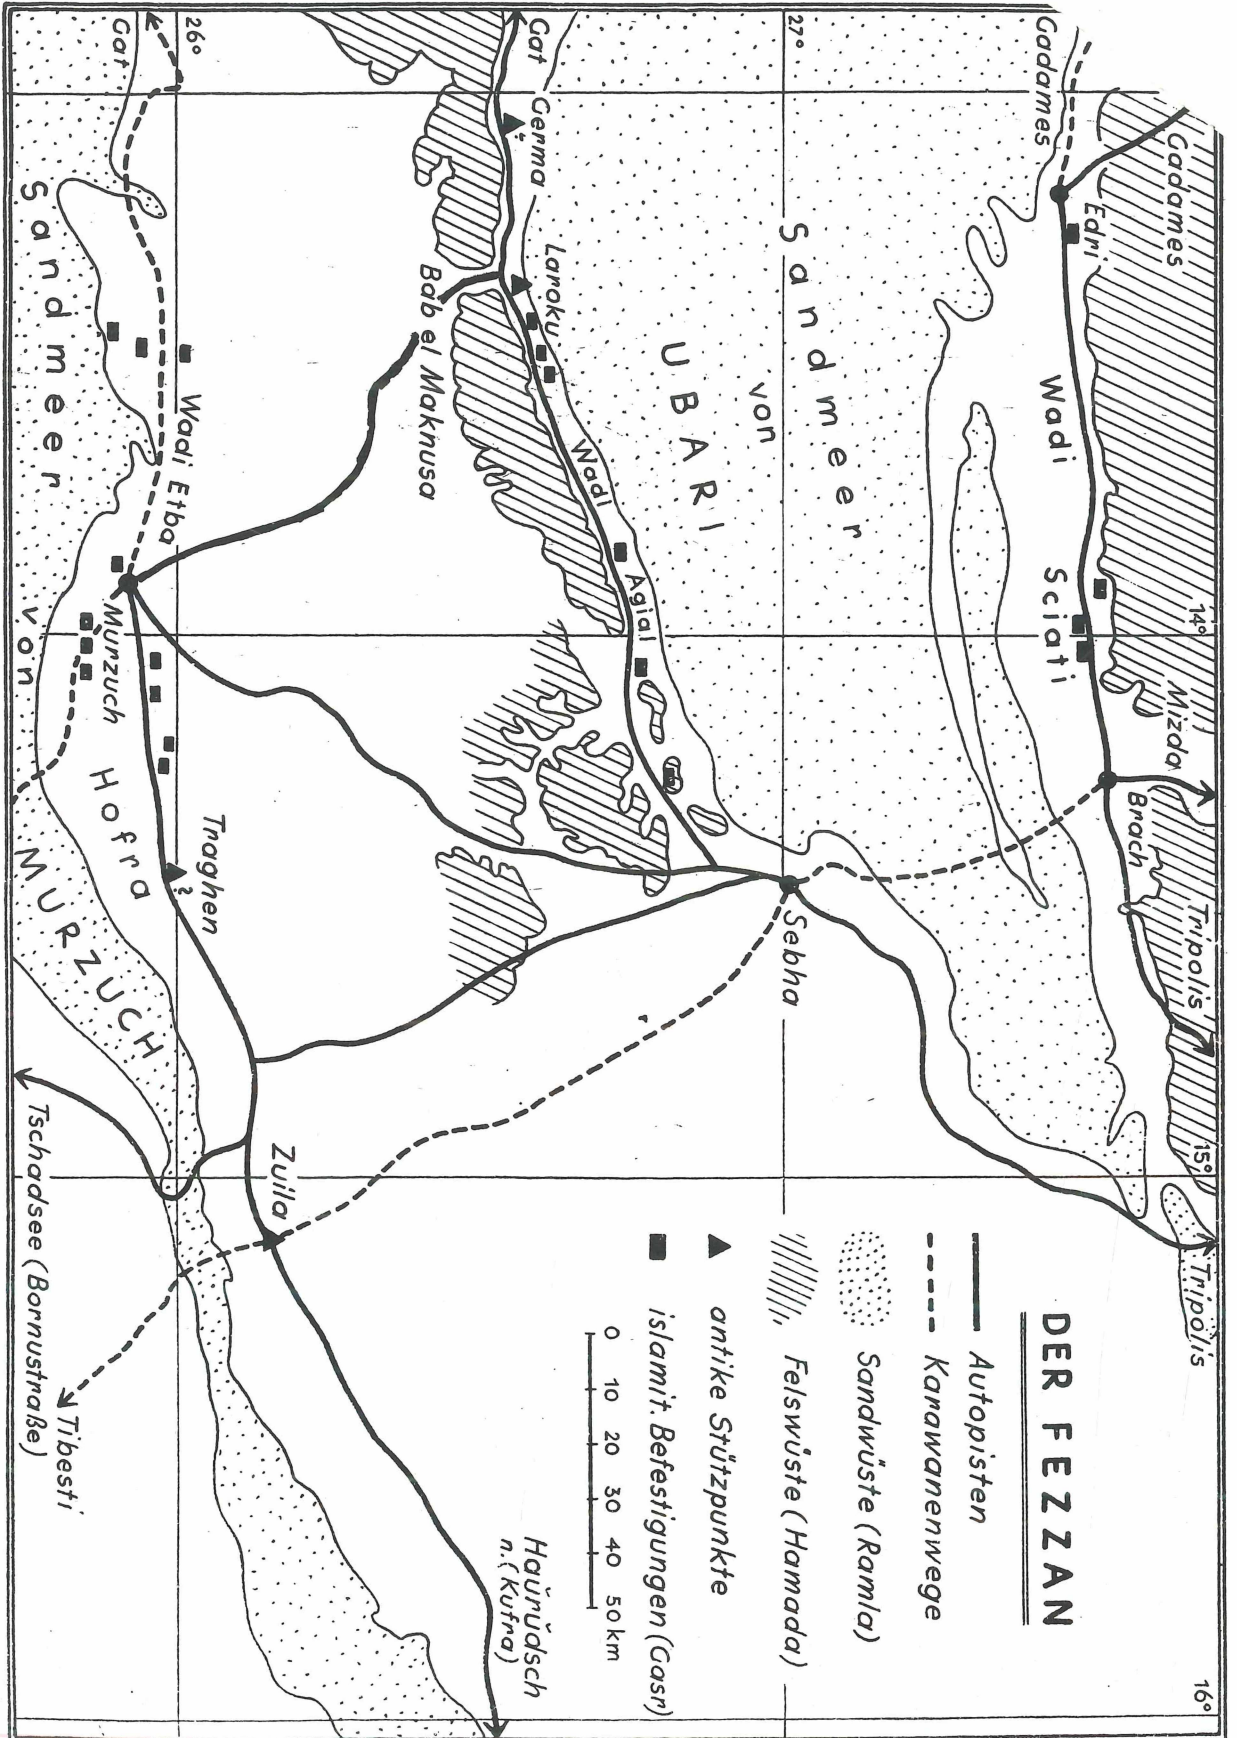 DER FEZZAN
Autopisten
Karawanenwege
Sandwüste (Ramla)
Felswüste (Hamada)
antike Stützpunkte
islamit. Befestigungen (Gasr)
0 10 20 30 40 50 km
14°
15°
16°
27°
26°
Gadames
Gadames
Edri
Mizda
Tripolis
Tripolis
Brach
Wadi Sciati
Sandmeer
von
UBARI
Sebha
Gat
Germa
?
Laroku
Wadi Agial
Bab el Maknusa
Gat
Wadi Etba
Murzuch
Hofra
Traghen
?
Zuila
Sandmeer von
MURZUCH
Haŭrŭdsch
n. (Kufra)
Tibesti
Tschadsee (Bornustraße)